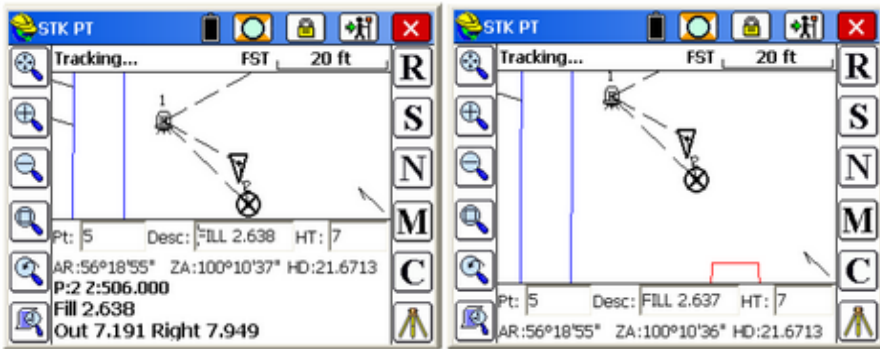 STK PT
Tracking... FST 20 ft
R
1
S
N
M
Pt: 5 Desc: FILL 2.638 HT: 7
AR:56°18'55" ZA:100°10'37" HD:21.6713
C
P:2 Z:506.000
Fill 2.638
Out 7.191 Right 7.949
STK PT
Tracking... FST 20 ft
R
1
S
N
M
C
Pt: 5 Desc: FILL 2.637 HT: 7
AR:56°18'55" ZA:100°10'36" HD:21.6713